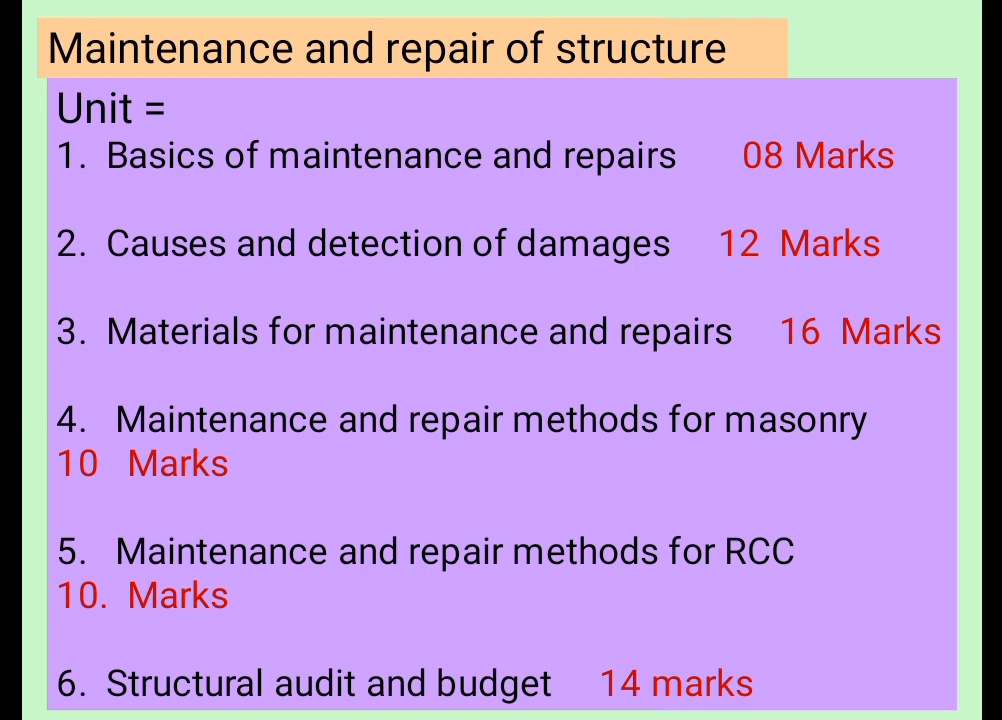 Maintenance and repair of structure
Unit =
1. Basics of maintenance and repairs 08 Marks
2. Causes and detection of damages 12 Marks
3. Materials for maintenance and repairs 16 Marks
4. Maintenance and repair methods for masonry
10 Marks
5. Maintenance and repair methods for RCC
10. Marks
6. Structural audit and budget 14 marks